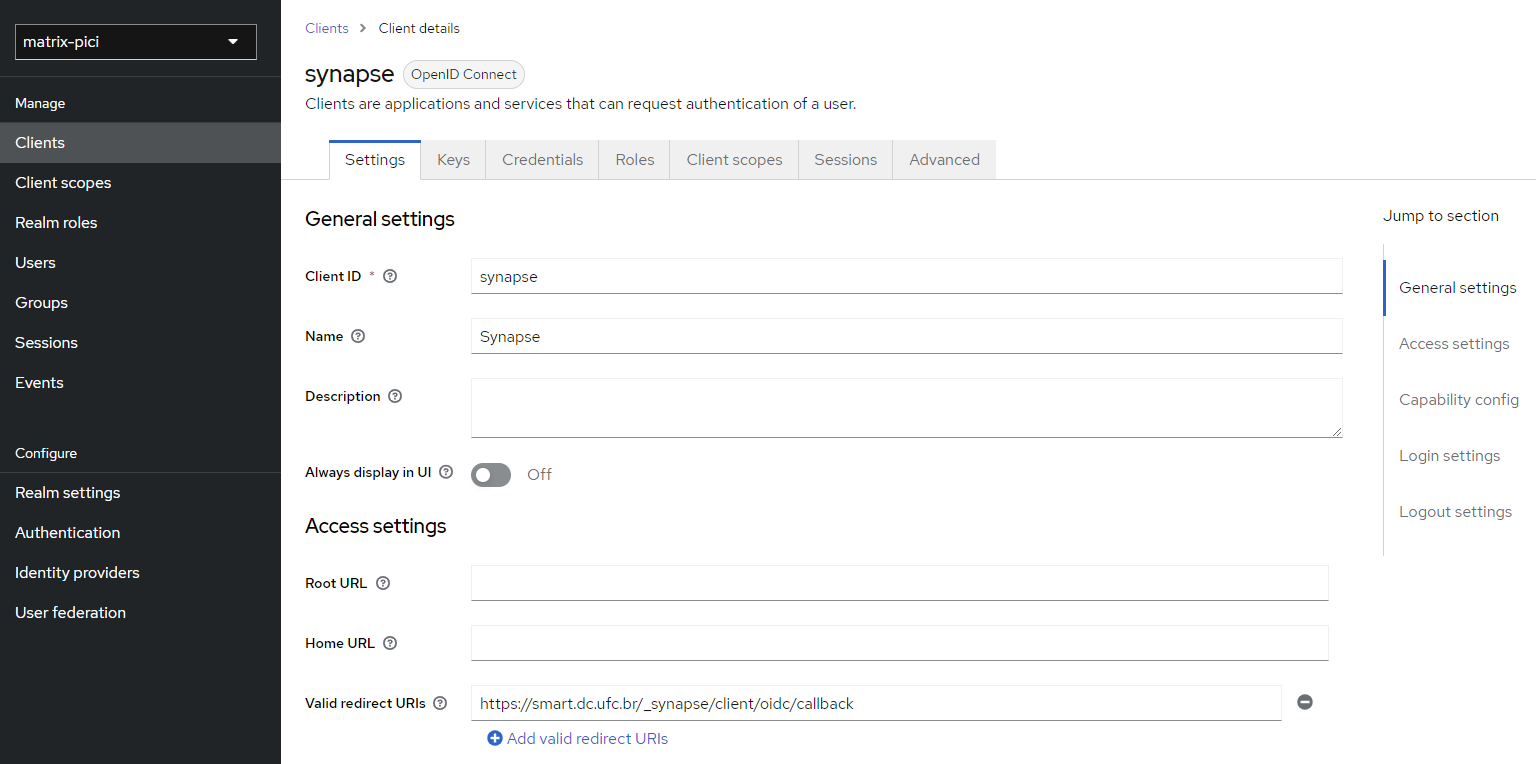 matrix-pici
Manage
Clients
Client scopes
Realm roles
Users
Groups
Sessions
Events
Configure
Realm settings
Authentication
Identity providers
User federation
Clients > Client details
synapse OpenID Connect
Clients are applications and services that can request authentication of a user.
Settings Keys Credentials Roles Client scopes Sessions Advanced
General settings
Client ID * ? synapse
Name ? Synapse
Description ?
Always display in UI ? Off
Access settings
Root URL ?
Home URL ?
Valid redirect URIs ? https://smart.dc.ufc.br/_synapse/client/oidc/callback
Add valid redirect URIs
Jump to section
General settings
Access settings
Capability config
Login settings
Logout settings